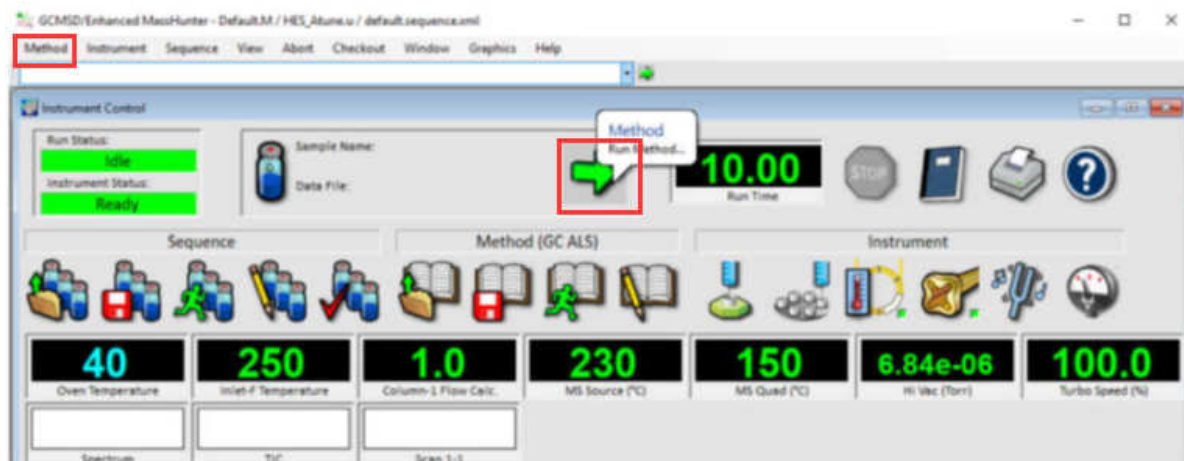 GCMSD/Enhanced MassHunter - Default.M / HES_Atune.u / default.sequence.xml
Method Instrument Sequence View Abort Checkout Window Graphics Help
Instrument Control
Run Status:
Idle
Instrument Status:
Ready
Sample Name:
Data File:
Method
Run Method...
10.00
Run Time
STOP
Sequence Method (GC ALS) Instrument
40 250 1.0 230 150 6.84e-06 100.0
Oven Temperature Inlet-F Temperature Column-1 Flow Calc. MS Source (°C) MS Quad (°C) Hi Vac (Torr) Turbo Speed (%)
Spectrum TIC Scan 1-1